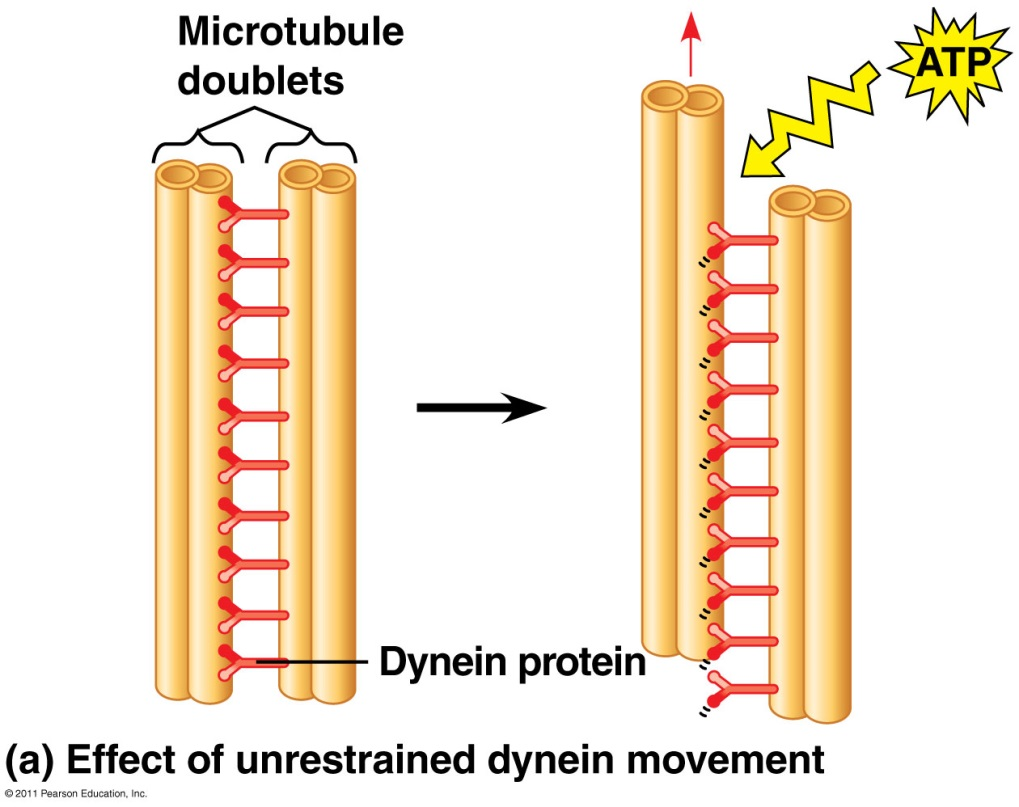 Microtubule
doublets
ATP
Dynein protein
(a) Effect of unrestrained dynein movement
© 2011 Pearson Education, Inc.